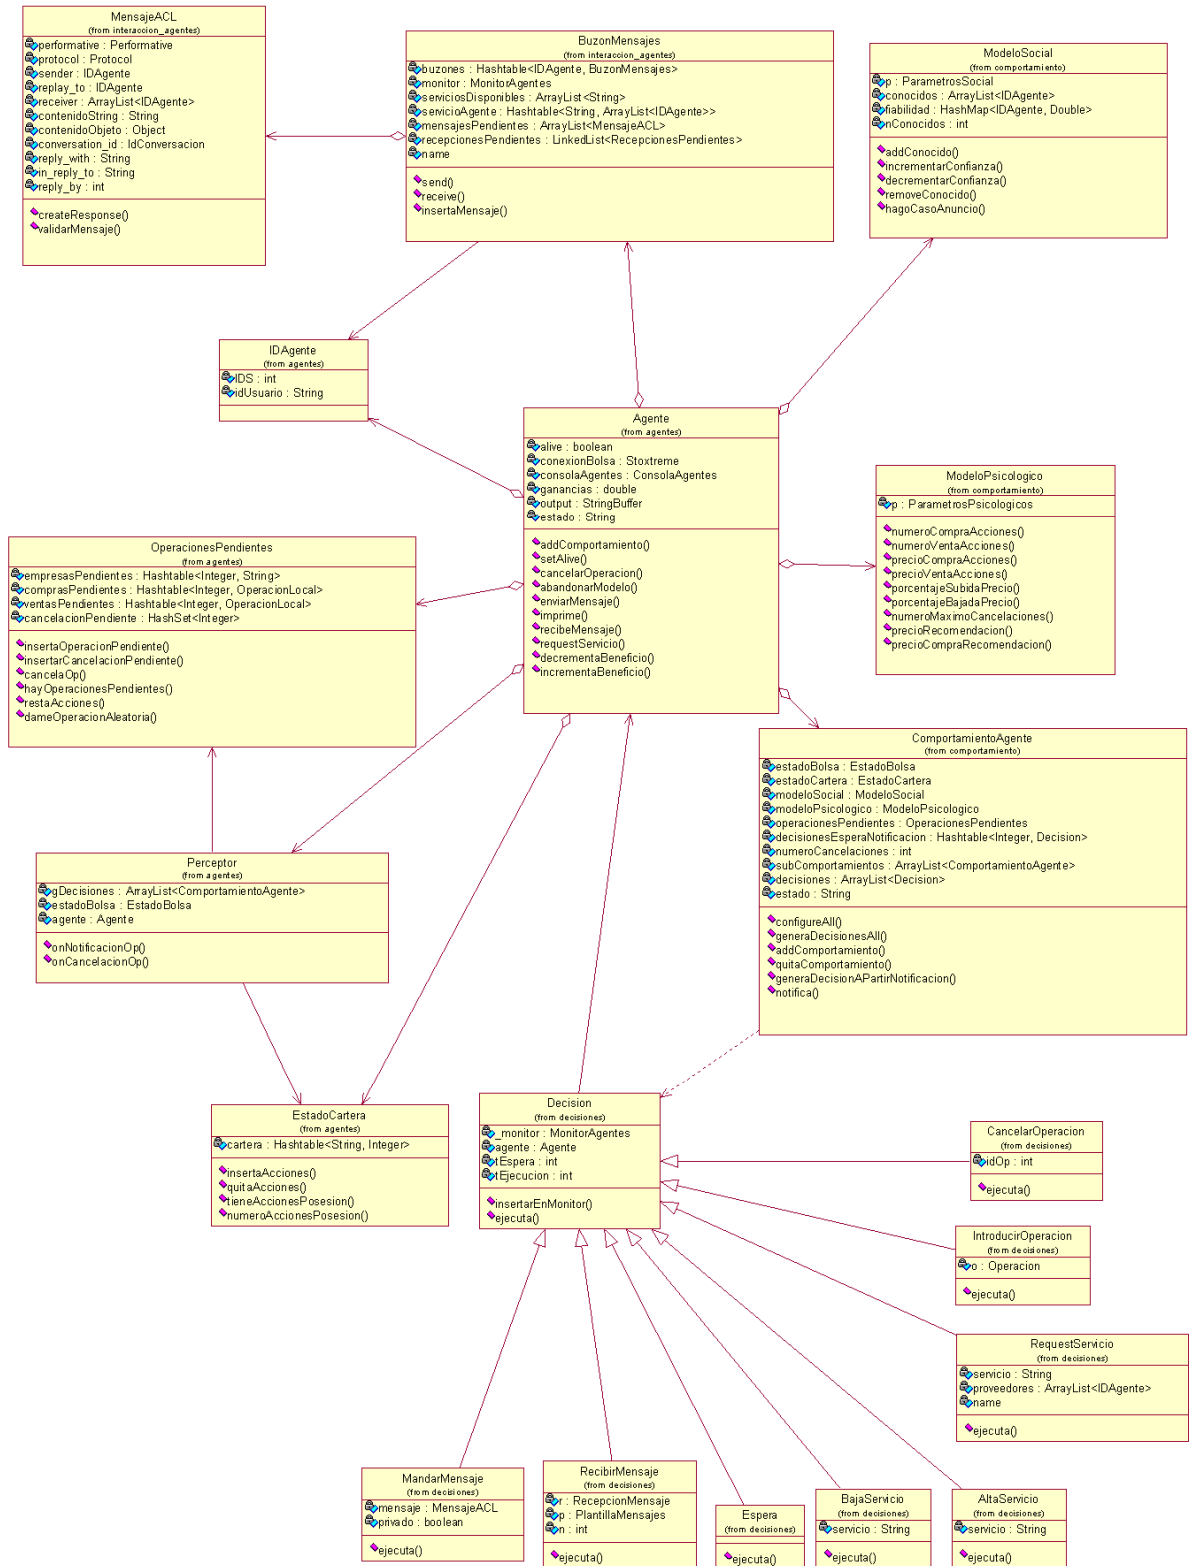 MensajeACL
(from interaccion_agentes)
performative : Performative
protocol : Protocol
sender : IDAgente
replay_to : IDAgente
receiver : ArrayList<IDAgente>
contenidoString : String
contenidoObjeto : Object
conversation_id : IdConversacion
reply_with : String
in_reply_to : String
reply_by : int
createResponse()
validarMensaje()
BuzonMensajes
(from interaccion_agentes)
buzones : Hashtable<IDAgente, BuzonMensajes>
monitor : MonitorAgentes
serviciosDisponibles : ArrayList<String>
servicioAgente : Hashtable<String, ArrayList<IDAgente>>
mensajesPendientes : ArrayList<MensajeACL>
recepcionesPendientes : LinkedList<RecepcionesPendientes>
name
send()
receive()
insertaMensaje()
ModeloSocial
(from comportamiento)
p : ParametrosSocial
conocidos : ArrayList<IDAgente>
fiabilidad : HashMap<IDAgente, Double>
nConocidos : int
addConocido()
incrementarConfianza()
decrementarConfianza()
removeConocido()
hagoCasoAnuncio()
IDAgente
(from agentes)
IDS : int
idUsuario : String
Agente
(from agentes)
alive : boolean
conexionBolsa : Stoxtreme
consolaAgentes : ConsolaAgentes
ganancias : double
output : StringBuffer
estado : String
addComportamiento()
setAlive()
cancelarOperacion()
abandonarModelo()
enviarMensaje()
imprime()
recibeMensaje()
requestServicio()
decrementaBeneficio()
incrementaBeneficio()
ModeloPsicologico
(from comportamiento)
p : ParametrosPsicologicos
numeroCompraAcciones()
numeroVentaAcciones()
precioCompraAcciones()
precioVentaAcciones()
porcentajeSubidaPrecio()
porcentajeBajadaPrecio()
numeroMaximoCancelaciones()
precioRecomendacion()
precioCompraRecomendacion()
OperacionesPendientes
(from agentes)
empresasPendientes : Hashtable<Integer, String>
comprasPendientes : Hashtable<Integer, OperacionLocal>
ventasPendientes : Hashtable<Integer, OperacionLocal>
cancelacionPendiente : HashSet<Integer>
insertaOperacionPendiente()
insertarCancelacionPendiente()
cancelaOp()
hayOperacionesPendientes()
restaAcciones()
dameOperacionAleatoria()
ComportamientoAgente
(from comportamiento)
estadoBolsa : EstadoBolsa
estadoCartera : EstadoCartera
modeloSocial : ModeloSocial
modeloPsicologico : ModeloPsicologico
operacionesPendientes : OperacionesPendientes
decisionesEsperaNotificacion : Hashtable<Integer, Decision>
numeroCancelaciones : int
subComportamientos : ArrayList<ComportamientoAgente>
decisiones : ArrayList<Decision>
estado : String
configureAll()
generaDecisionesAll()
addComportamiento()
quitaComportamiento()
generaDecisionAPartirNotificacion()
notifica()
Perceptor
(from agentes)
gDecisiones : ArrayList<ComportamientoAgente>
estadoBolsa : EstadoBolsa
agente : Agente
onNotificacionOp()
onCancelacionOp()
EstadoCartera
(from agentes)
cartera : Hashtable<String, Integer>
insertaAcciones()
quitaAcciones()
tieneAccionesPosesion()
numeroAccionesPosesion()
Decision
(from decisiones)
_monitor : MonitorAgentes
agente : Agente
tEspera : int
tEjecucion : int
insertarEnMonitor()
ejecuta()
CancelarOperacion
(from decisiones)
idOp : int
ejecuta()
IntroducirOperacion
(from decisiones)
o : Operacion
ejecuta()
RequestServicio
(from decisiones)
servicio : String
proveedores : ArrayList<IDAgente>
name
ejecuta()
MandarMensaje
(from decisiones)
mensaje : MensajeACL
privado : boolean
ejecuta()
RecibirMensaje
(from decisiones)
r : RecepcionMensaje
p : PlantillaMensajes
n : int
ejecuta()
Espera
(from decisiones)
ejecuta()
BajaServicio
(from decisiones)
servicio : String
ejecuta()
AltaServicio
(from decisiones)
servicio : String
ejecuta()